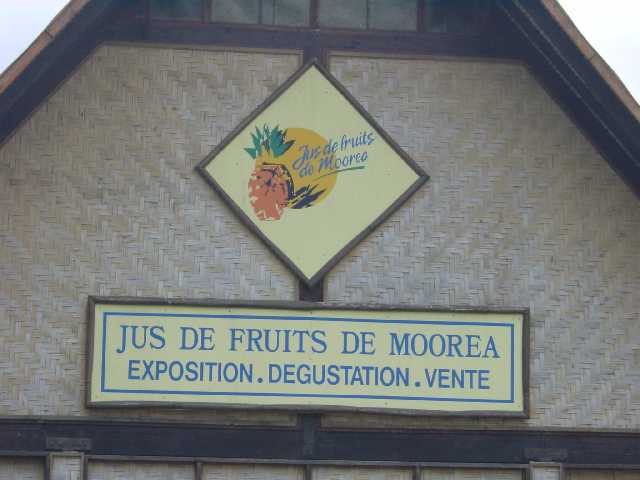 Jus de fruits
de Moorea
JUS DE FRUITS DE MOOREA
EXPOSITION.DEGUSTATION.VENTE